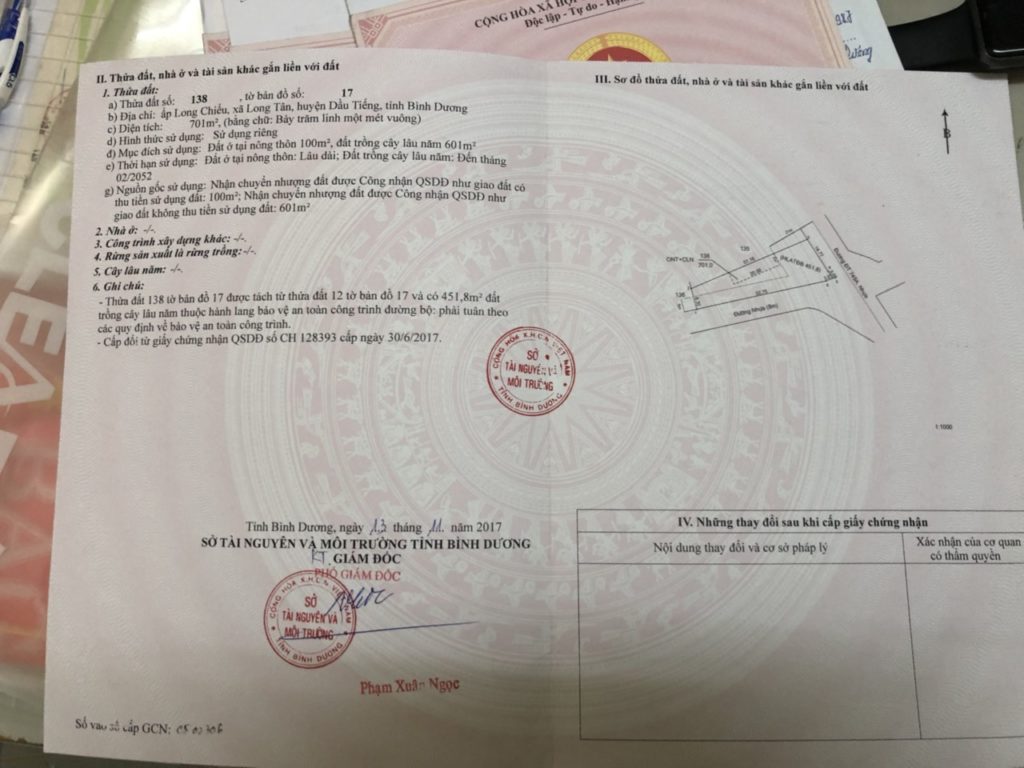 CỘNG HÒA XÃ HỘI
Độc lập - Tự do - Hạ
II. Thửa đất, nhà ở và tài sản khác gắn liền với đất
1. Thửa đất:
a) Thửa đất số: 138 , tờ bản đồ số: 17
b) Địa chỉ: ấp Long Chiểu, xã Long Tân, huyện Dầu Tiếng, tỉnh Bình Dương
c) Diện tích: 701m², (bằng chữ: Bảy trăm linh một mét vuông)
d) Hình thức sử dụng: Sử dụng riêng
đ) Mục đích sử dụng: Đất ở tại nông thôn 100m², đất trồng cây lâu năm 601m²
e) Thời hạn sử dụng: Đất ở tại nông thôn: Lâu dài; Đất trồng cây lâu năm: Đến tháng
02/2052
g) Nguồn gốc sử dụng: Nhận chuyển nhượng đất được Công nhận QSDĐ như giao đất có
thu tiền sử dụng đất: 100m²; Nhận chuyển nhượng đất được Công nhận QSDĐ như
giao đất không thu tiền sử dụng đất: 601m²
2. Nhà ở: -/-.
3. Công trình xây dựng khác: -/-.
4. Rừng sản xuất là rừng trồng: -/-.
5. Cây lâu năm: -/-.
6. Ghi chú:
- Thửa đất 138 tờ bản đồ 17 được tách từ thửa đất 12 tờ bản đồ 17 và có 451,8m² đất
trồng cây lâu năm thuộc hành lang bảo vệ an toàn công trình đường bộ: phải tuân theo
các quy định về bảo vệ an toàn công trình.
- Cấp đổi từ giấy chứng nhận QSDĐ số CH 128393 cấp ngày 30/6/2017.
CỘNG HÒA X.H.C.N VIỆT NAM
SỞ
TÀI NGUYÊN VÀ
MÔI TRƯỜNG
TỈNH BÌNH DƯƠNG
Tỉnh Bình Dương, ngày 13 tháng 11 năm 2017
SỞ TÀI NGUYÊN VÀ MÔI TRƯỜNG TỈNH BÌNH DƯƠNG
KT. GIÁM ĐỐC
PHÓ GIÁM ĐỐC
CỘNG HÒA X.H.C.N VIỆT NAM
SỞ
TÀI NGUYÊN VÀ
MÔI TRƯỜNG
TỈNH BÌNH DƯƠNG
Phạm Xuân Ngọc
Số vào sổ cấp GCN:
III. Sơ đồ thửa đất, nhà ở và tài sản khác gắn liền với đất
B
ONT+CLN 138
701,0
Đường Nhựa (8m)
1:1000
IV. Những thay đổi sau khi cấp giấy chứng nhận
Nội dung thay đổi và cơ sở pháp lý
Xác nhận của cơ quan
có thẩm quyền